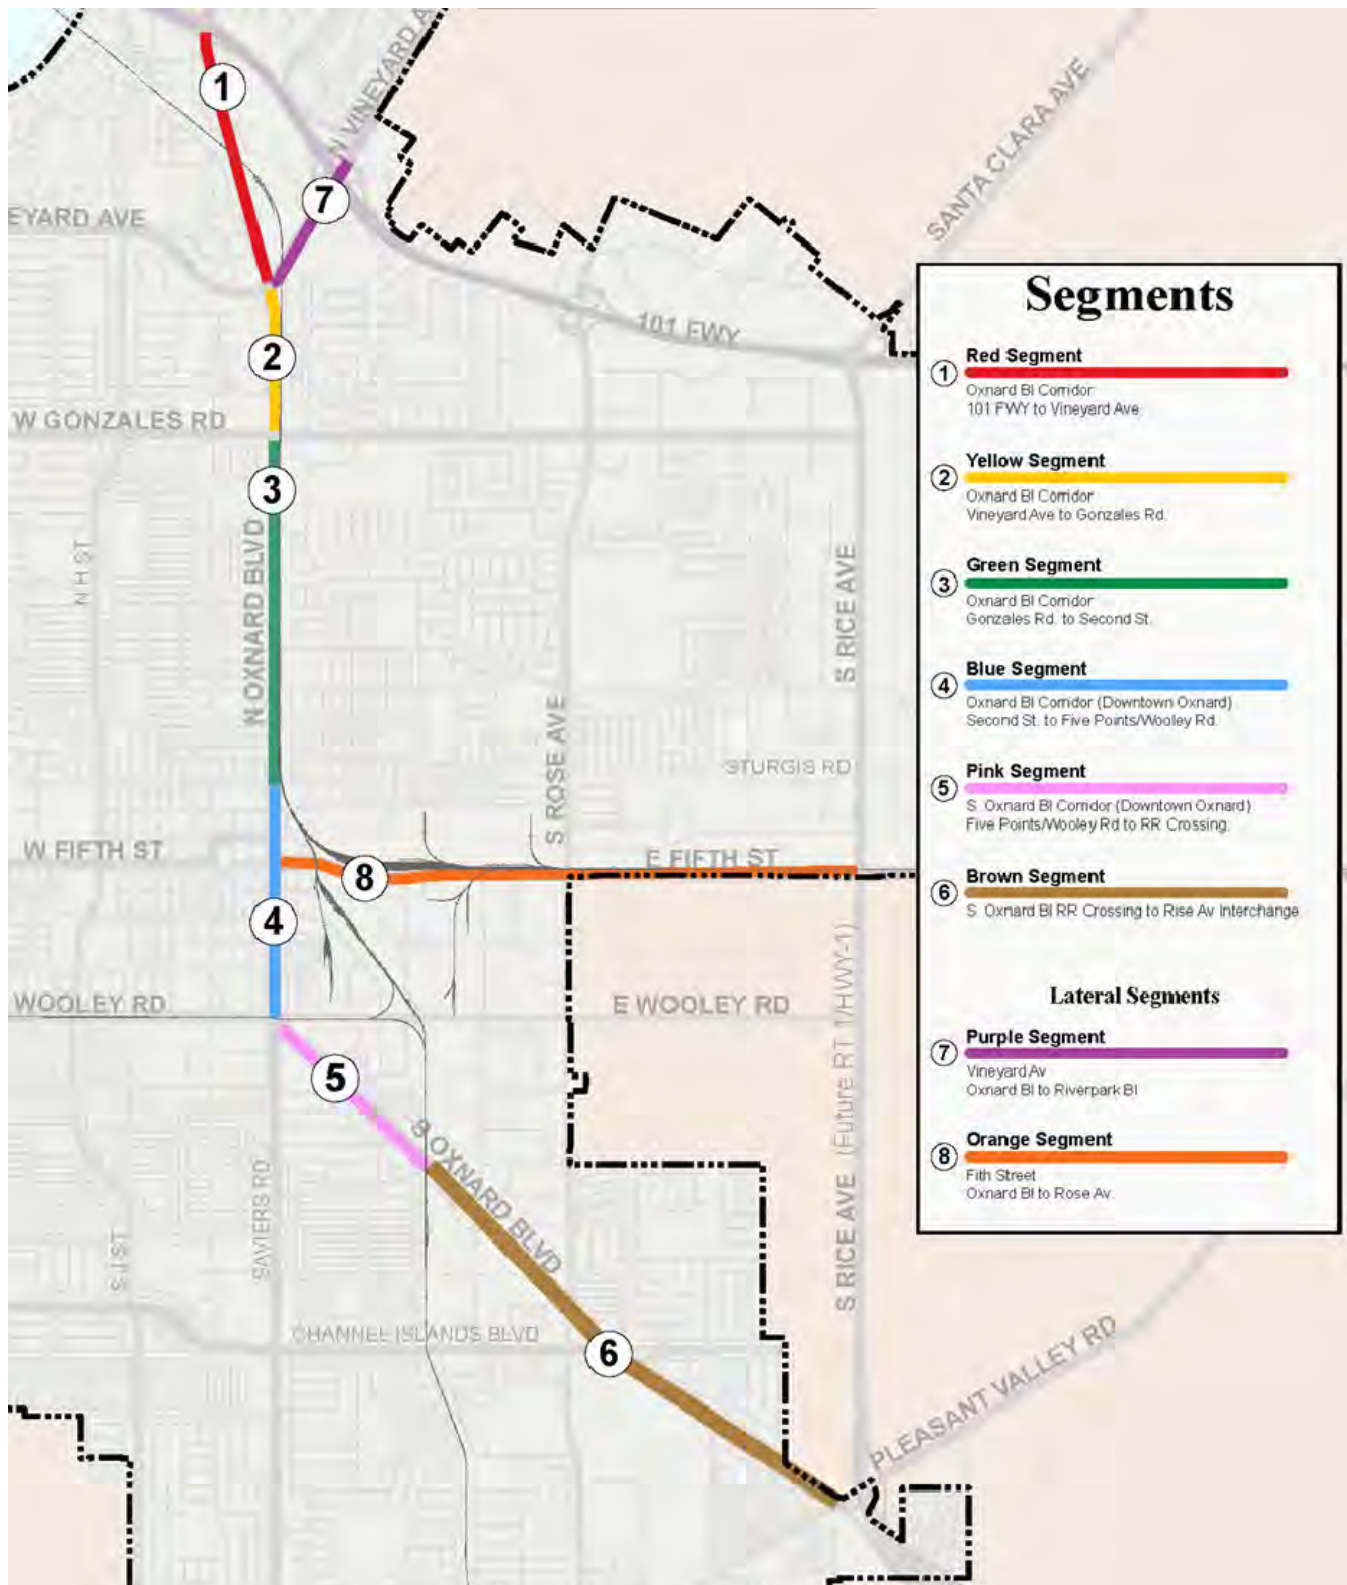 1
N VINEYARD A
7
EYARD AVE
SANTA CLARA AVE
101 FWY
2
W GONZALES RD
3
N H ST
N OXNARD BLVD
S RICE AVE
S ROSE AVE
STURGIS RD
W FIFTH ST
E FIFTH ST
8
4
WOOLEY RD
E WOOLEY RD
5
S OXNARD BLVD
SAVIERS RD
S J ST
S RICE AVE (Future RT 1/HWY-1)
CHANNEL ISLANDS BLVD
6
PLEASANT VALLEY RD
Segments
Red Segment
1
Oxnard Bl Corridor
101 FWY to Vineyard Ave
Yellow Segment
2
Oxnard Bl Corridor
Vineyard Ave to Gonzales Rd.
Green Segment
3
Oxnard Bl Corridor
Gonzales Rd. to Second St.
Blue Segment
4
Oxnard Bl Corridor (Downtown Oxnard)
Second St. to Five Points/Wooley Rd.
Pink Segment
5
S. Oxnard Bl Corridor (Downtown Oxnard)
Five Points/Wooley Rd to RR Crossing.
Brown Segment
6
S. Oxnard Bl RR Crossing to Rise Av Interchange.
Lateral Segments
Purple Segment
7
Vineyard Av
Oxnard Bl to Riverpark Bl
Orange Segment
8
Fith Street
Oxnard Bl to Rose Av.